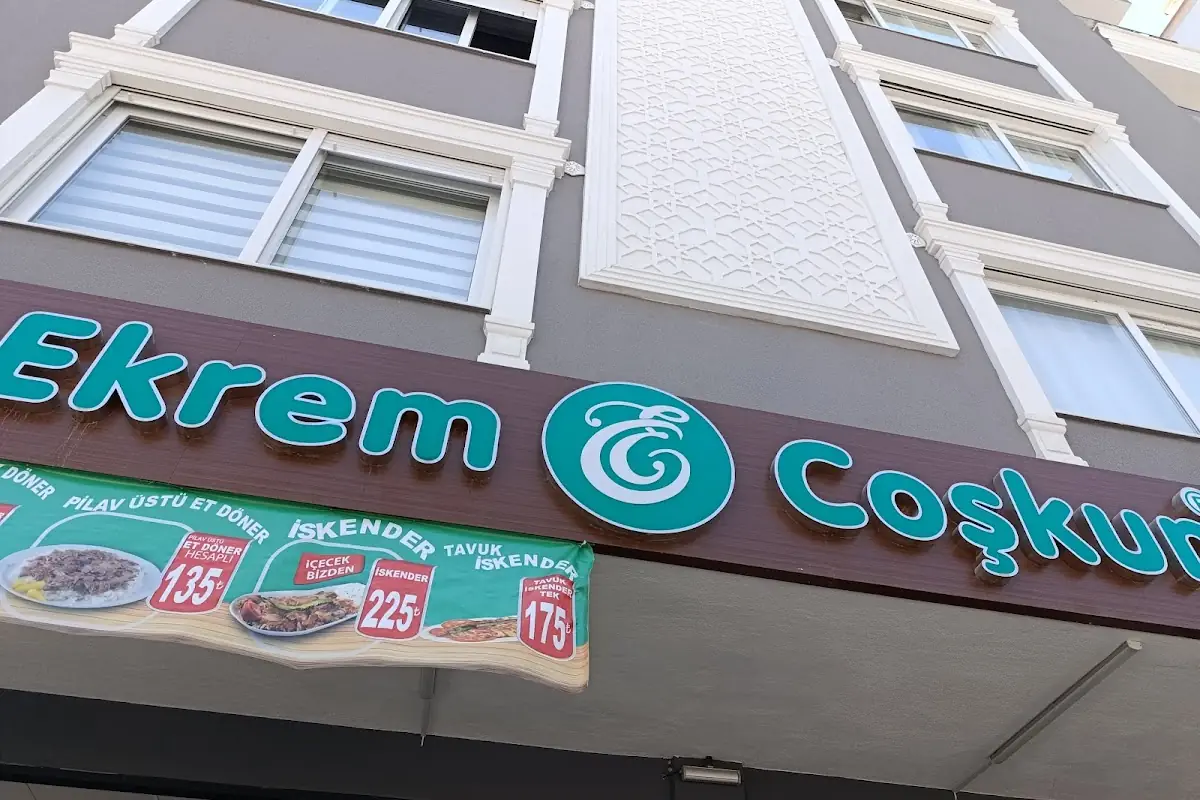 Ekrem Coşkun
DÖNER
PİLAV ÜSTÜ ET DÖNER
PİLAV ÜSTÜ
ET DÖNER
HESAPLI
135₺
İSKENDER
İÇECEK
BİZDEN
İSKENDER
225₺
TAVUK
İSKENDER
TAVUK
İSKENDER
TEK
175₺